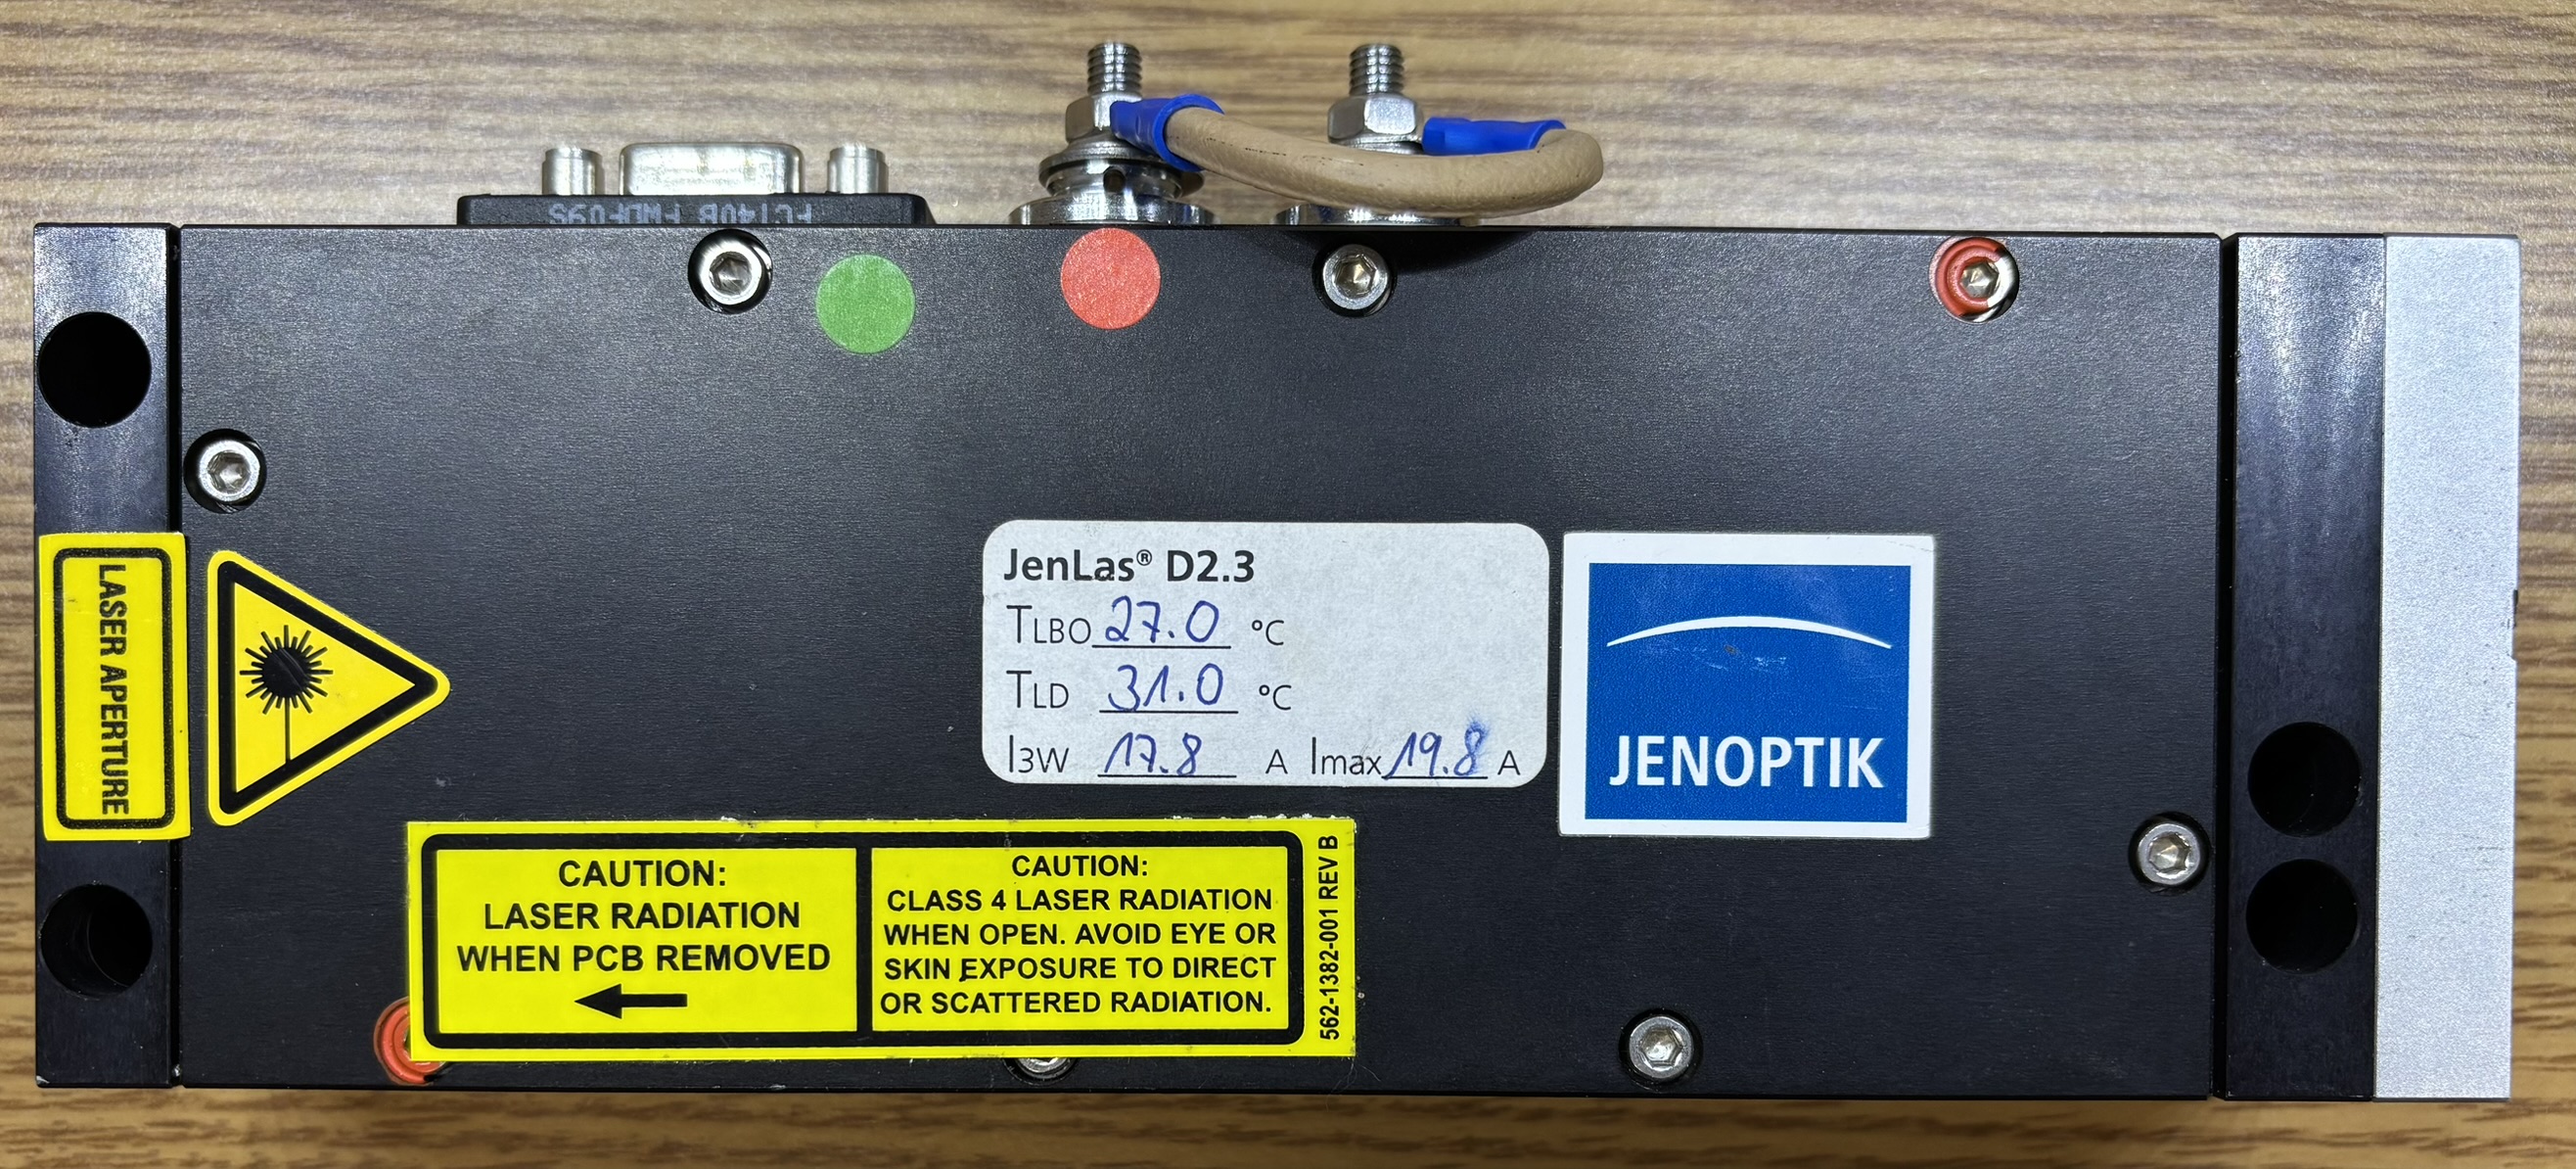 FCT40B FWDF09S
LASER APERTURE
JenLas® D2.3
TLBO 27.0 °C
TLD 31.0 °C
I3W 17.8 A Imax 19.8 A
JENOPTIK
CAUTION:
LASER RADIATION
WHEN PCB REMOVED
CAUTION:
CLASS 4 LASER RADIATION
WHEN OPEN. AVOID EYE OR
SKIN EXPOSURE TO DIRECT
OR SCATTERED RADIATION.
562-1382-001 REV B